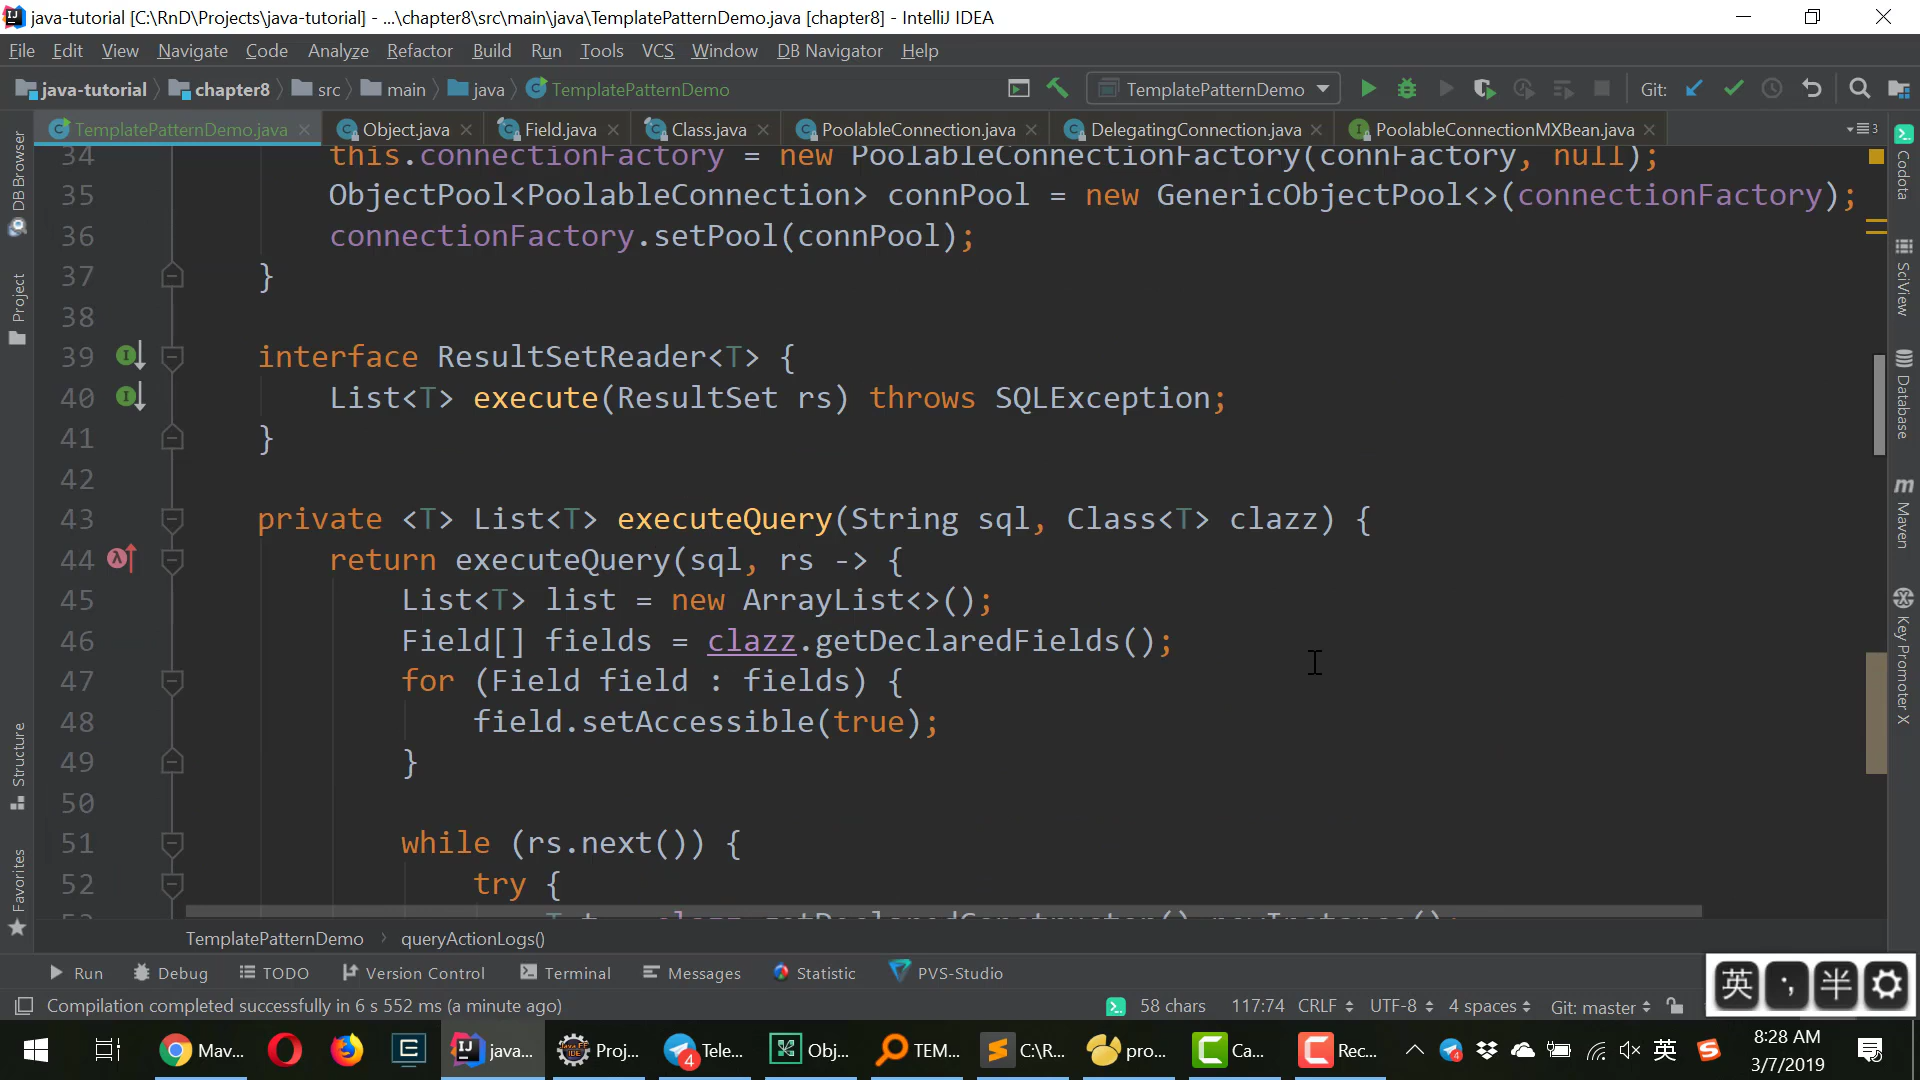 java-tutorial [C:\RnD\Projects\java-tutorial] - ...\chapter8\src\main\java\TemplatePatternDemo.java [chapter8] - IntelliJ IDEA
File Edit View Navigate Code Analyze Refactor Build Run Tools VCS Window DB Navigator Help
java-tutorial chapter8 src main java TemplatePatternDemo TemplatePatternDemo Git:
TemplatePatternDemo.java Object.java Field.java Class.java PoolableConnection.java DelegatingConnection.java PoolableConnectionMXBean.java 3
34 this.connectionFactory = new PoolableConnectionFactory(connFactory, null);
35 ObjectPool<PoolableConnection> connPool = new GenericObjectPool<>(connectionFactory);
36 connectionFactory.setPool(connPool);
37 }
38
39 interface ResultSetReader<T> {
40 List<T> execute(ResultSet rs) throws SQLException;
41 }
42
43 private <T> List<T> executeQuery(String sql, Class<T> clazz) {
44 return executeQuery(sql, rs -> {
45 List<T> list = new ArrayList<>();
46 Field[] fields = clazz.getDeclaredFields();
47 for (Field field : fields) {
48 field.setAccessible(true);
49 }
50
51 while (rs.next()) {
52 try {
53 T t = clazz.getDeclaredConstructor().newInstance();
DB Browser
Project
Structure
Favorites
Codota
SciView
Database
Maven
Key Promoter X
TemplatePatternDemo queryActionLogs()
Run Debug TODO Version Control Terminal Messages Statistic PVS-Studio
Compilation completed successfully in 6 s 552 ms (a minute ago) 58 chars 117:74 CRLF UTF-8 4 spaces Git: master
英 半
Mav... java... Proj... Tele... Obj... TEM... C:\R... pro... Ca... Rec... 英
8:28 AM
3/7/2019